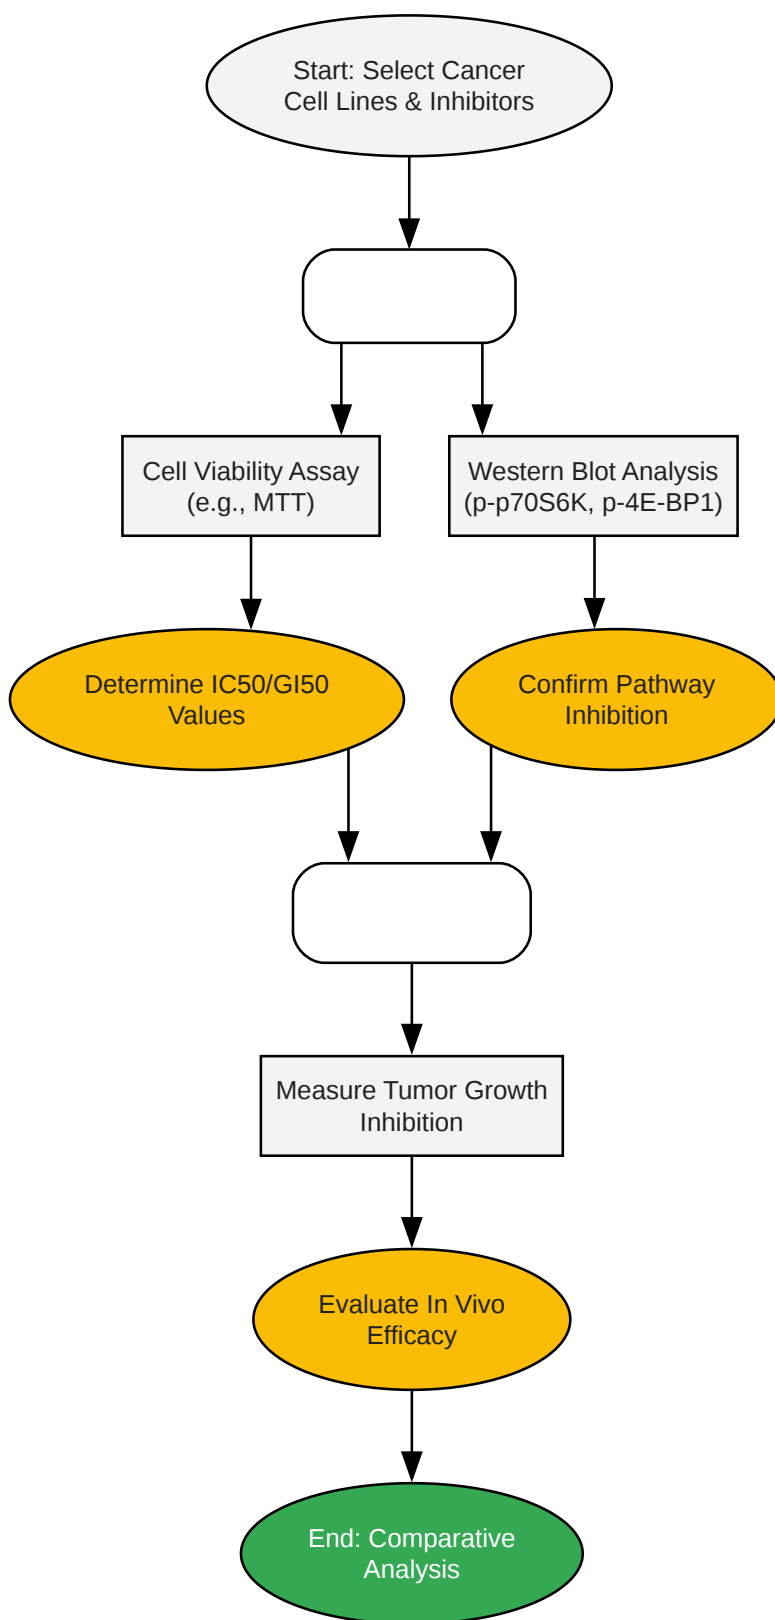 Start: Select Cancer
Cell Lines & Inhibitors
Cell Viability Assay
(e.g., MTT)
Western Blot Analysis
(p-p70S6K, p-4E-BP1)
Determine IC50/GI50
Values
Confirm Pathway
Inhibition
Measure Tumor Growth
Inhibition
Evaluate In Vivo
Efficacy
End: Comparative
Analysis